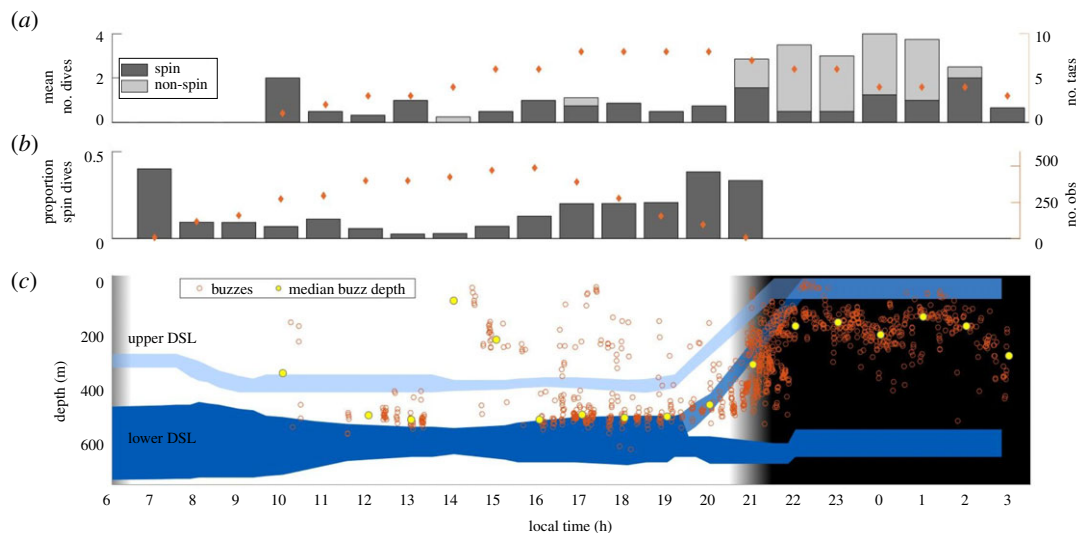 (a)
4
2
0
mean
no. dives
spin
non-spin
10
5
0
no. tags
(b)
0.5
0
proportion
spin dives
500
250
0
no. obs
(c)
0
200
400
600
depth (m)
buzzes
median buzz depth
upper DSL
lower DSL
6 7 8 9 10 11 12 13 14 15 16 17 18 19 20 21 22 23 0 1 2 3
local time (h)